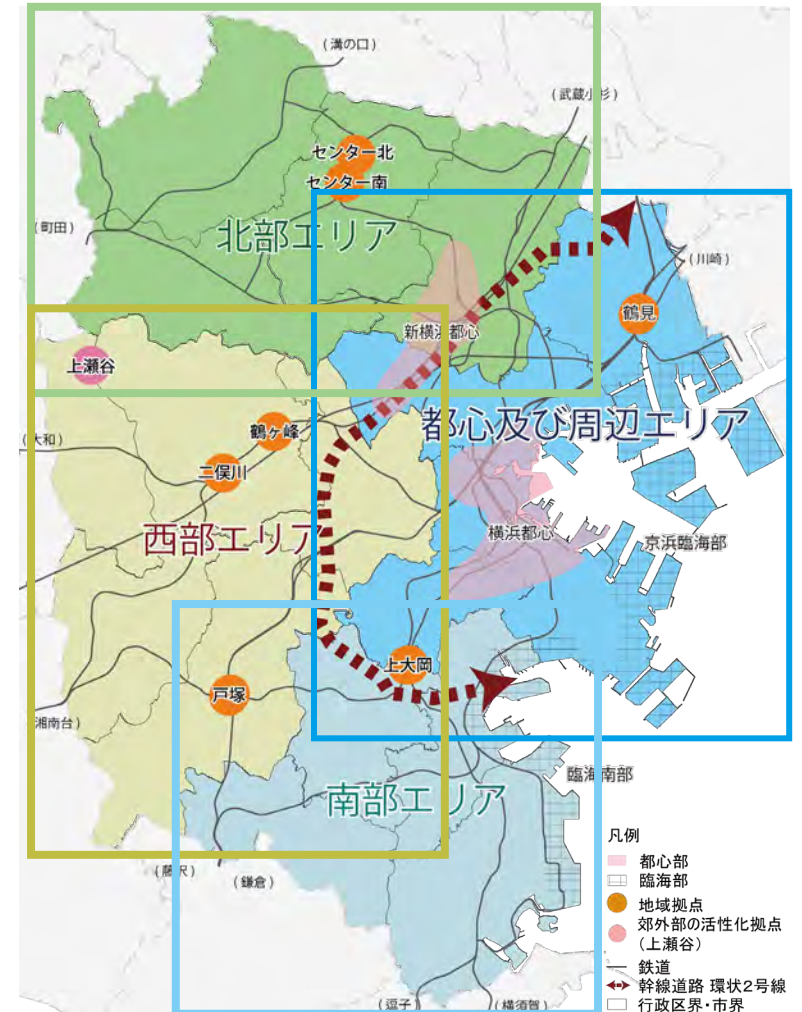 (溝の口)
(武蔵小杉)
センター北
センター南
(町田)
北部エリア
(川崎)
鶴見
新横浜都心
上瀬谷
鶴ヶ峰
都心及び周辺エリア
(大和)
二俣川
西部エリア
横浜都心
京浜臨海部
上大岡
戸塚
湘南台)
臨海南部
南部エリア
(藤沢)
(鎌倉)
(逗子)
(横須賀)
凡例
都心部
臨海部
地域拠点
郊外部の活性化拠点
(上瀬谷)
鉄道
幹線道路 環状2号線
行政区界・市界